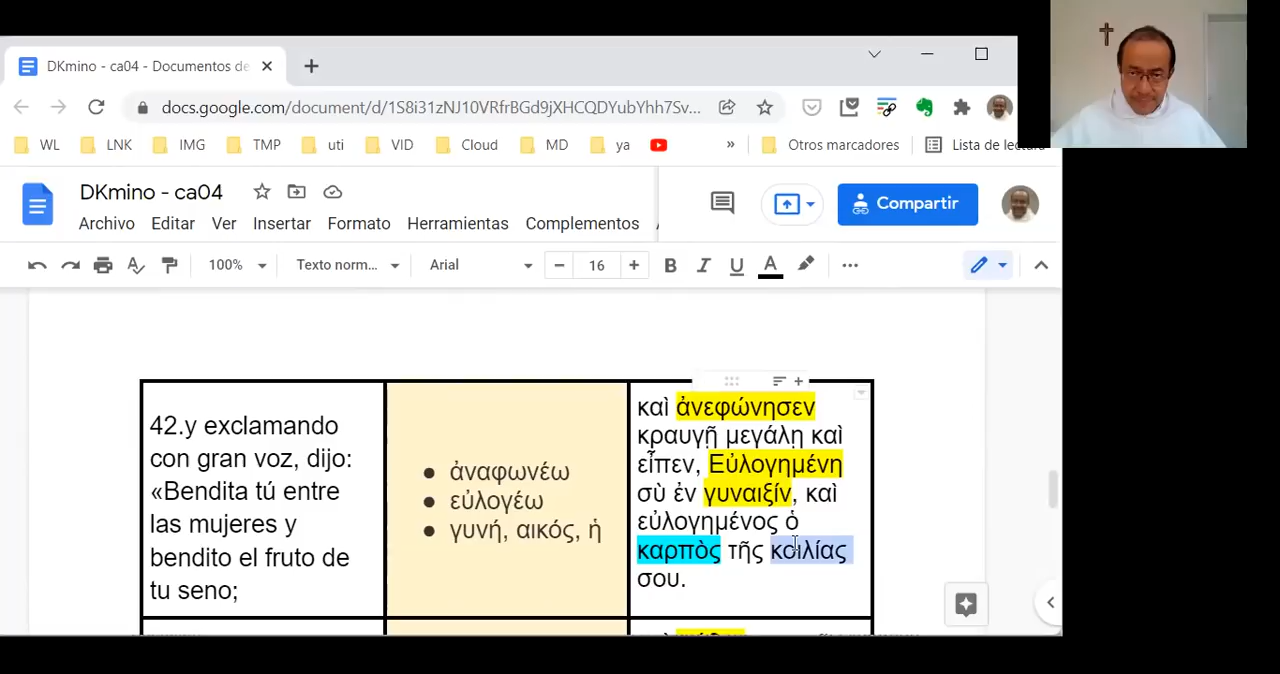 DKmino - ca04 - Documentos de
docs.google.com/document/d/1S8i31zNJ10VRfrBGd9jXHCQDYubYhh7Sv...
WL LNK IMG TMP uti VID Cloud MD ya » Otros marcadores Lista de lectura
DKmino - ca04
Archivo Editar Ver Insertar Formato Herramientas Complementos
Compartir
100% Texto norm... Arial 16 B I U A
42.y exclamando
con gran voz, dijo:
«Bendita tú entre
las mujeres y
bendito el fruto de
tu seno;
● ἀναφωνέω
● εὐλογέω
● γυνή, αικός, ἡ
καὶ ἀνεφώνησεν
κραυγῇ μεγάλῃ καὶ
εἶπεν, Εὐλογημένη
σὺ ἐν γυναιξίν, καὶ
εὐλογημένος ὁ
καρπὸς τῆς κοιλίας
σου.